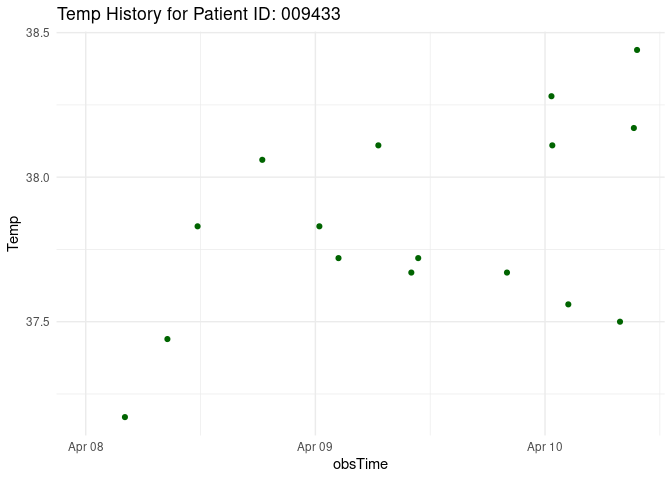 Temp History for Patient ID: 009433
38.5
38.0
37.5
Temp
Apr 08
Apr 09
Apr 10
obsTime